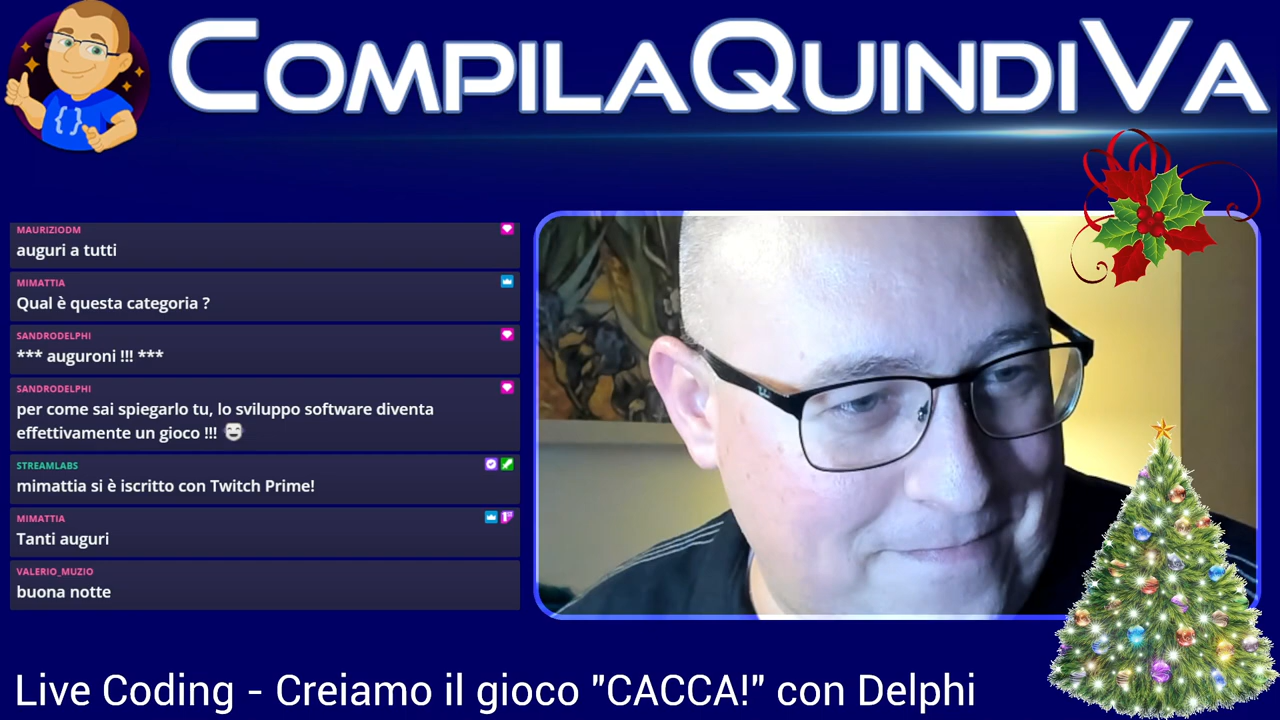 { }
COMPILAQUINDIVA
MAURIZIODM
auguri a tutti
MIMATTIA
Qual è questa categoria ?
SANDRODELPHI
*** auguroni !!! ***
SANDRODELPHI
per come sai spiegarlo tu, lo sviluppo software diventa
effettivamente un gioco !!!
STREAMLABS
mimattia si è iscritto con Twitch Prime!
MIMATTIA
Tanti auguri
VALERIO_MUZIO
buona notte
Live Coding - Creiamo il gioco "CACCA!" con Delphi